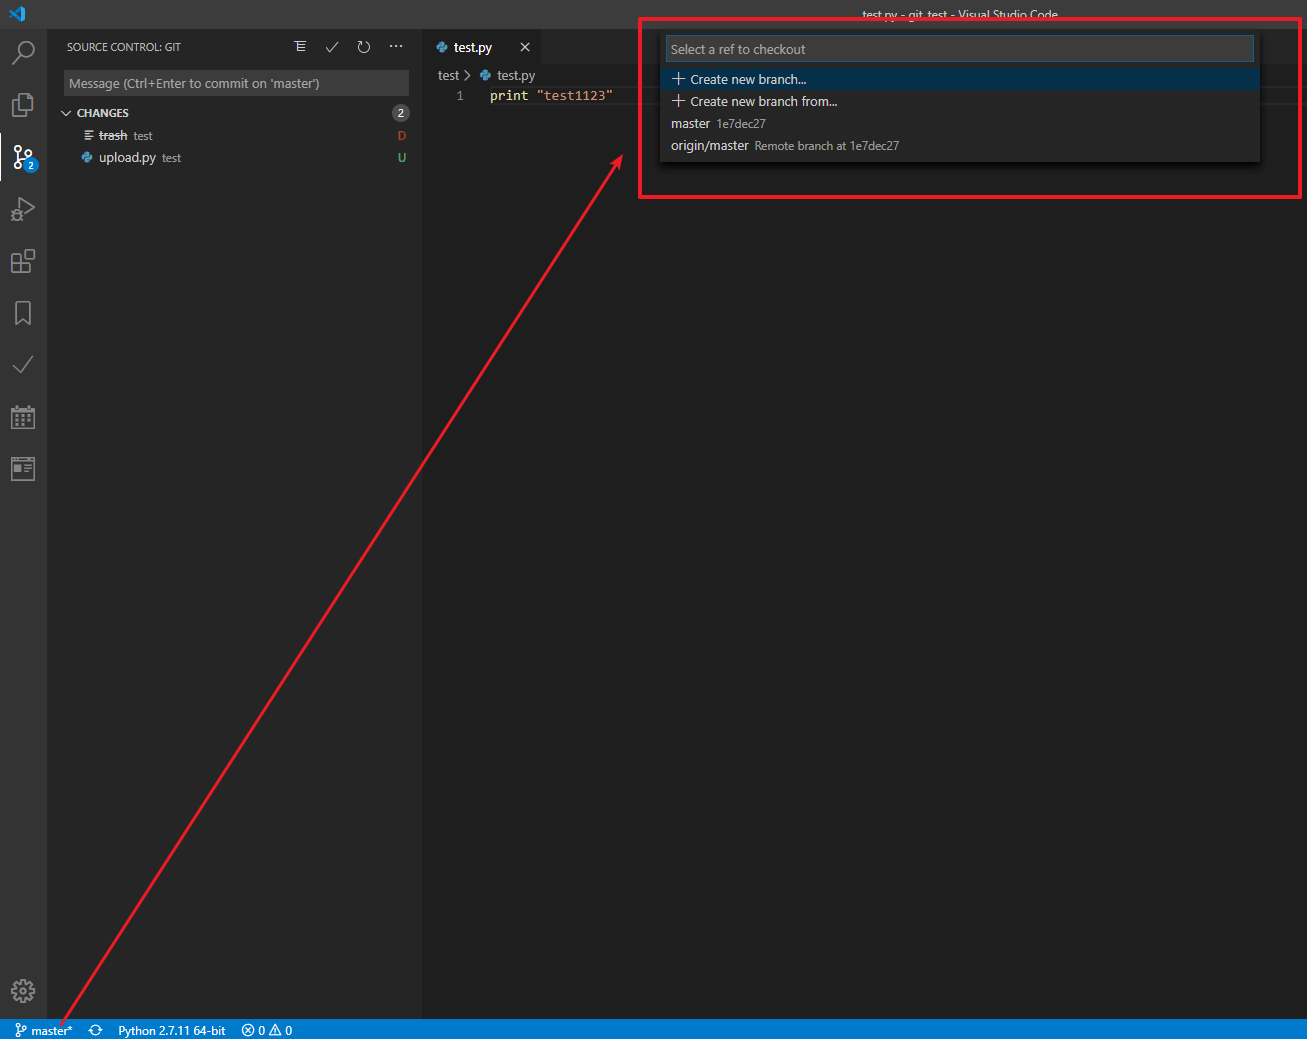 test.py - git_test - Visual Studio Code
SOURCE CONTROL: GIT
Message (Ctrl+Enter to commit on 'master')
CHANGES 2
trash test D
upload.py test U
2
test.py
test > test.py
1 print "test1123"
Select a ref to checkout
Create new branch...
Create new branch from...
master 1e7dec27
origin/master Remote branch at 1e7dec27
master* Python 2.7.11 64-bit 0 0